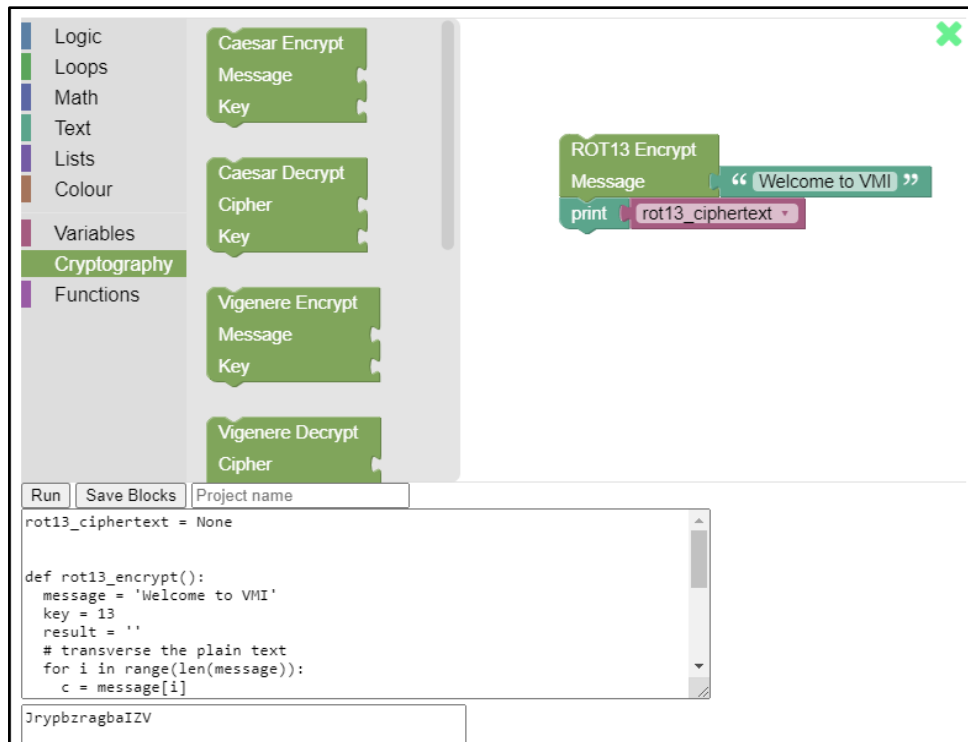 Logic
Loops
Math
Text
Lists
Colour
Variables
Cryptography
Functions
Caesar Encrypt
Message
Key
Caesar Decrypt
Cipher
Key
Vigenere Encrypt
Message
Key
Vigenere Decrypt
Cipher
ROT13 Encrypt
Message “ Welcome to VMI ”
print rot13_ciphertext
Run Save Blocks Project name
rot13_ciphertext = None
def rot13_encrypt():
message = 'Welcome to VMI'
key = 13
result = ''
# transverse the plain text
for i in range(len(message)):
c = message[i]
JrypbzragbaIZV